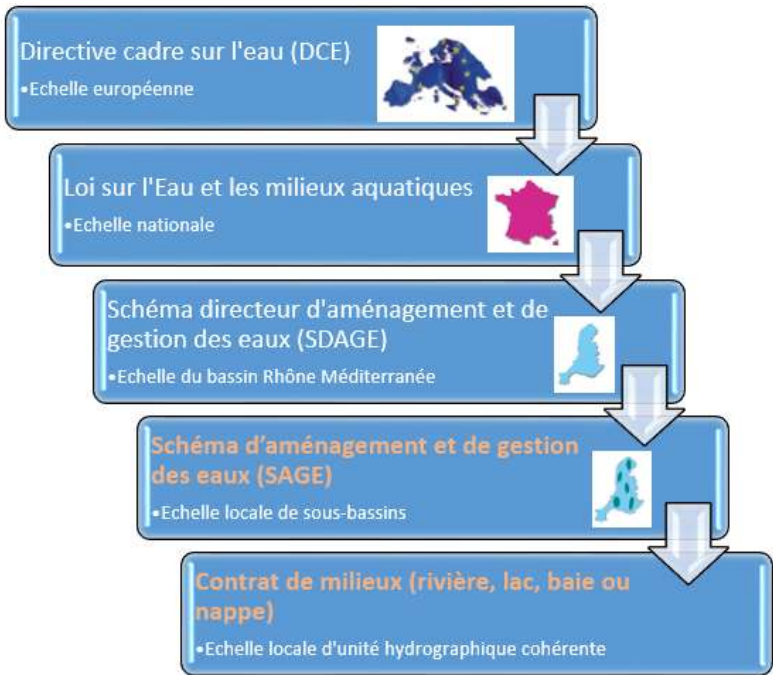 Directive cadre sur l'eau (DCE)
•Echelle européenne
Loi sur l'Eau et les milieux aquatiques
•Echelle nationale
Schéma directeur d'aménagement et de
gestion des eaux (SDAGE)
•Echelle du bassin Rhône Méditerranée
Schéma d’aménagement et de gestion
des eaux (SAGE)
•Echelle locale de sous-bassins
Contrat de milieu (rivière, lac, baie ou
nappe)
•Echelle locale d'unité hydrographique cohérente